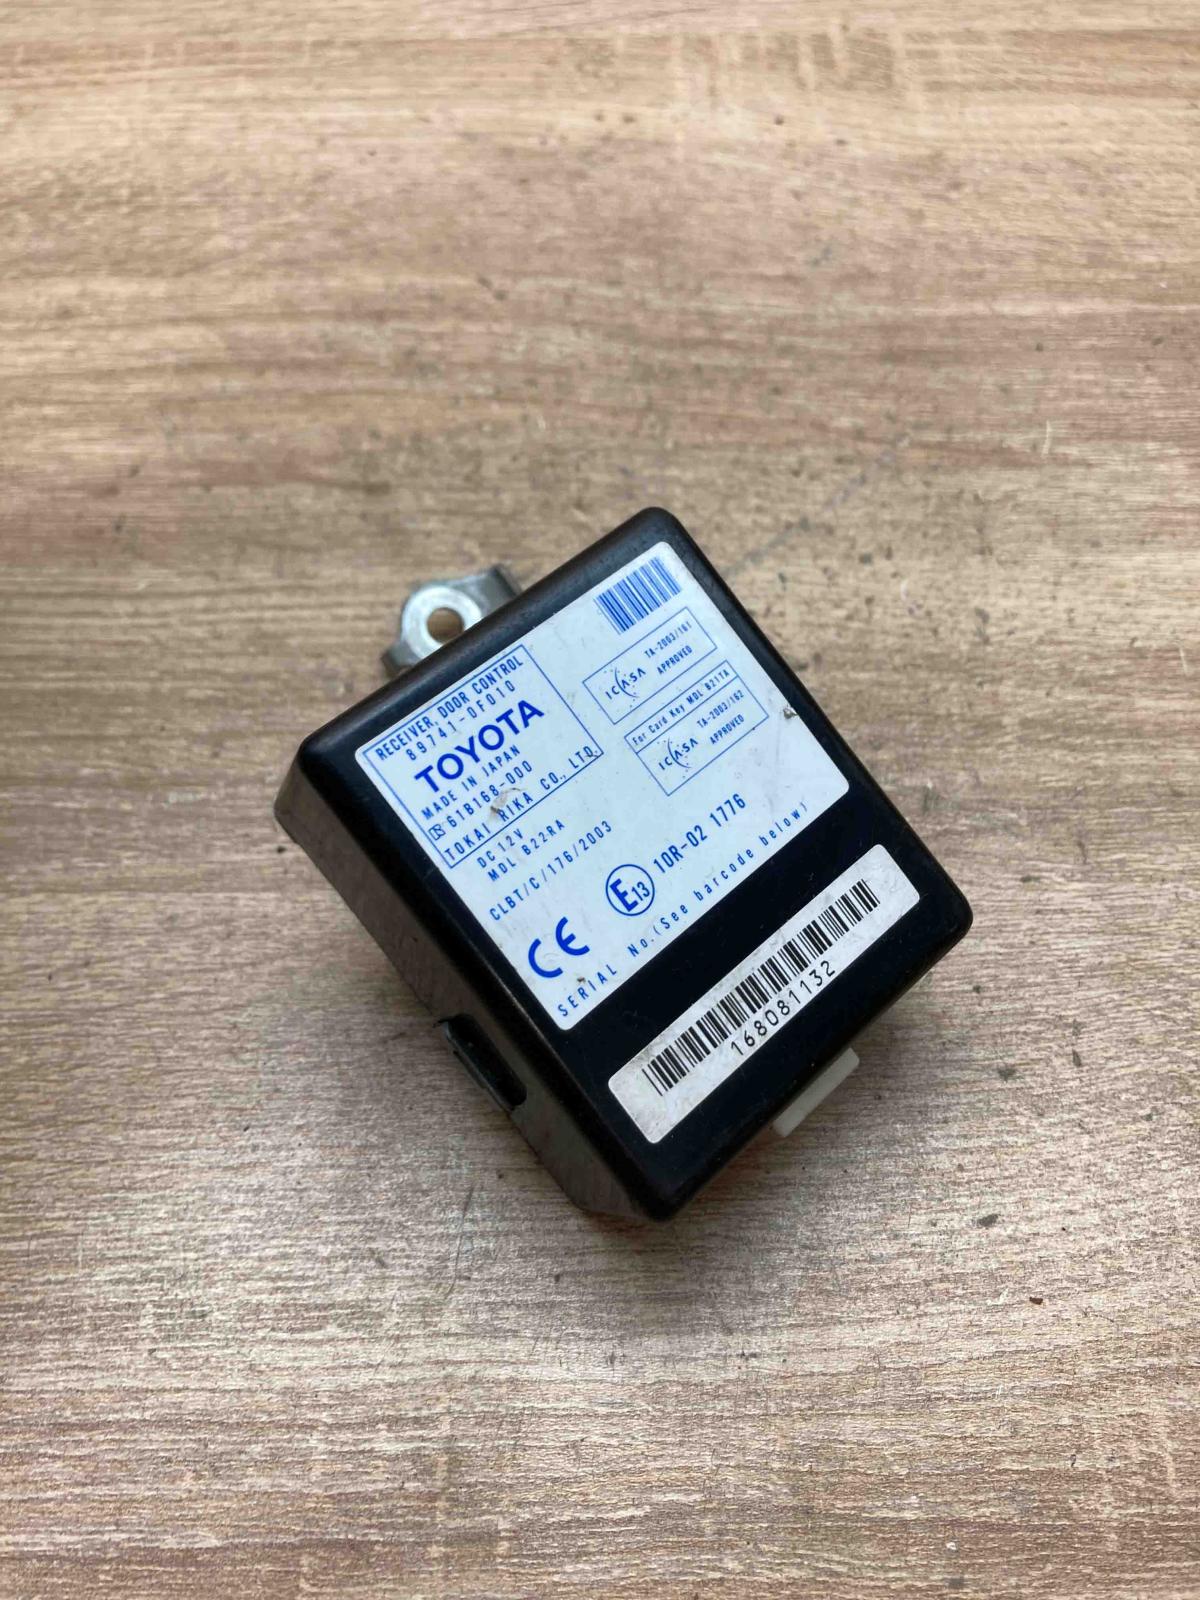 RECEIVER, DOOR CONTROL
89741-0F010
TOYOTA
MADE IN JAPAN
61B168-000
TOKAI RIKA CO., LTD.
DC 12V
MDL B22RA
CLBT/C/176/2003
ICASA TA-2003/161
APPROVED
For Card Key MDL B21TA
ICASA TA-2003/162
APPROVED
E13 10R-02 1776
CE
SERIAL No.(See barcode below)
168081132